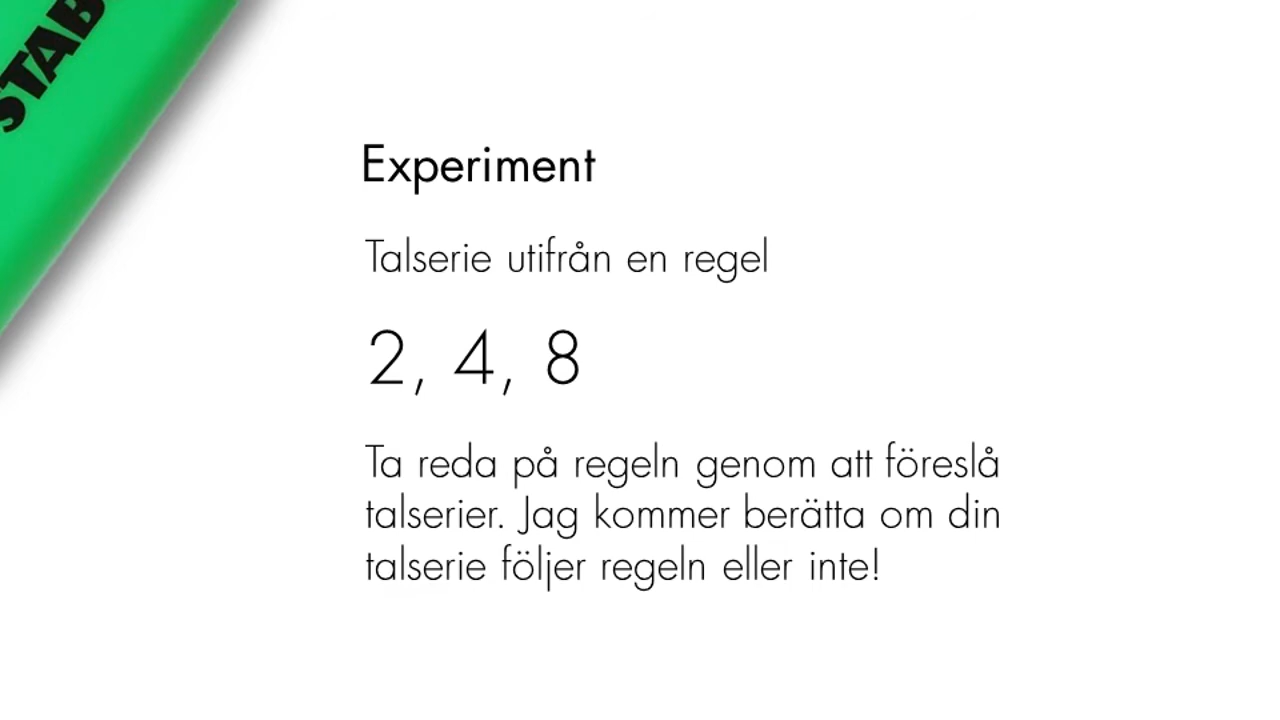 STAB
Experiment
Talserie utifrån en regel
2, 4, 8
Ta reda på regeln genom att föreslå
talserier. Jag kommer berätta om din
talserie följer regeln eller inte!